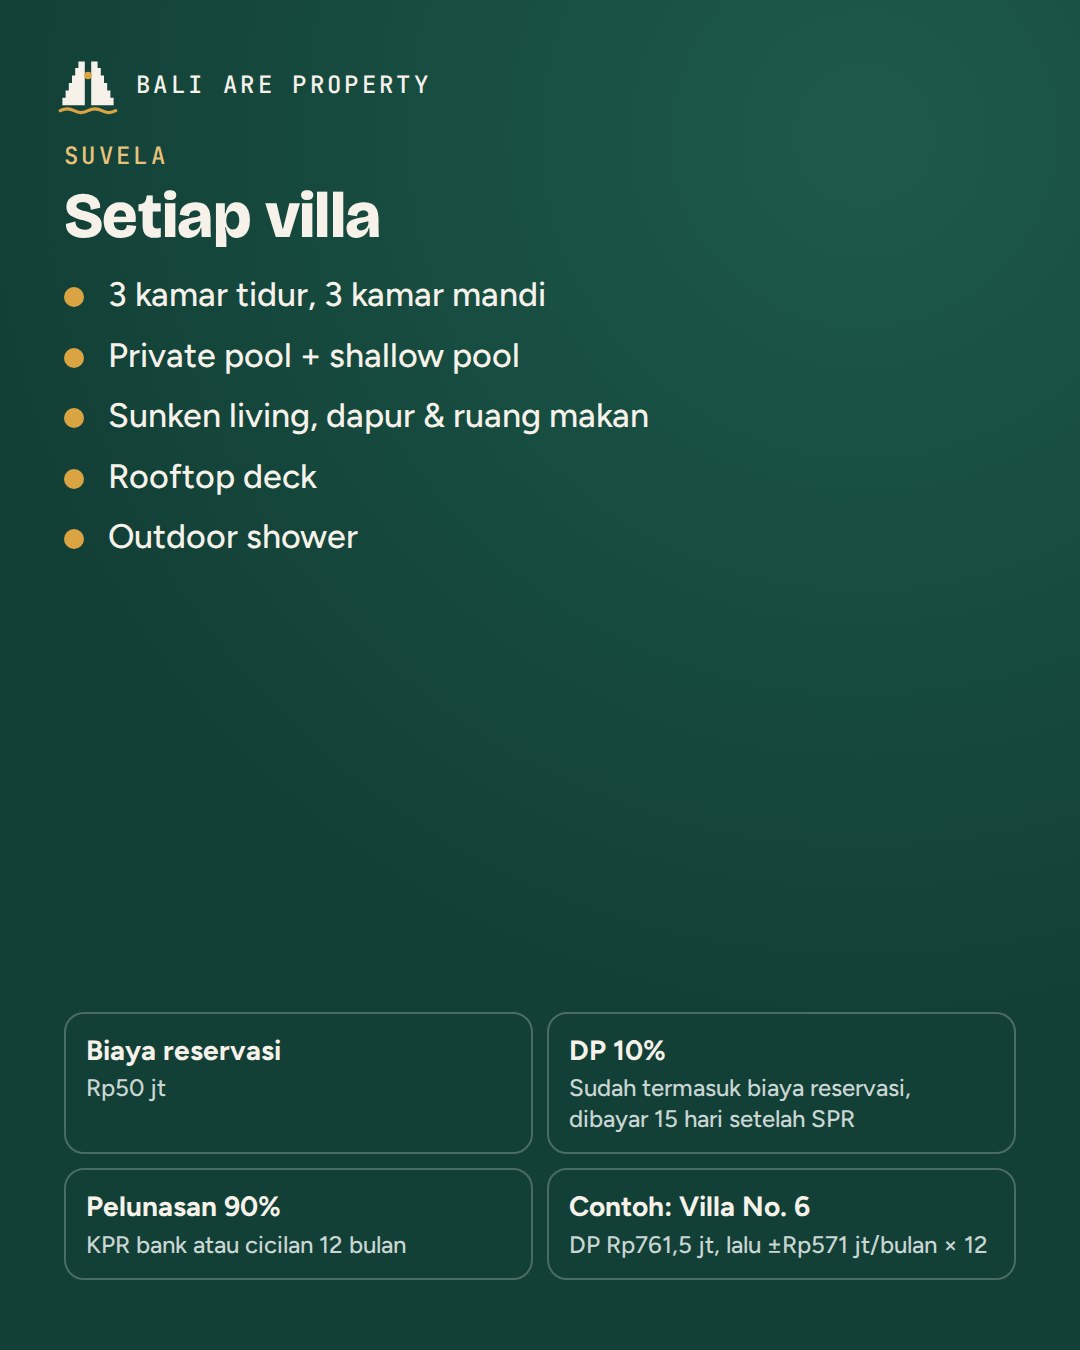 BALI ARE PROPERTY
SUVELA
Setiap villa
3 kamar tidur, 3 kamar mandi
Private pool + shallow pool
Sunken living, dapur & ruang makan
Rooftop deck
Outdoor shower
Biaya reservasi
Rp50 jt
DP 10%
Sudah termasuk biaya reservasi,
dibayar 15 hari setelah SPR
Pelunasan 90%
KPR bank atau cicilan 12 bulan
Contoh: Villa No. 6
DP Rp761,5 jt, lalu ±Rp571 jt/bulan × 12